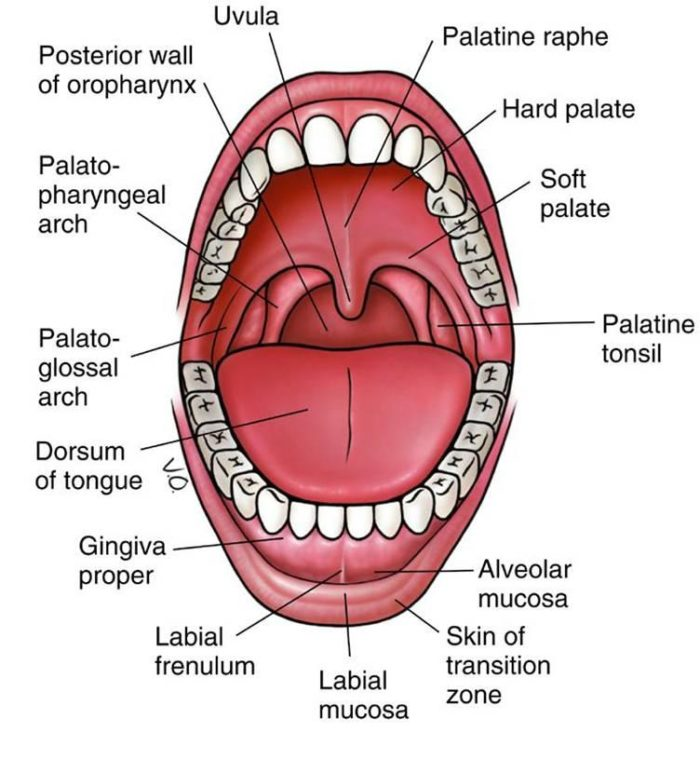 Uvula
Posterior wall
of oropharynx
Palatine raphe
Hard palate
Palato-
pharyngeal
arch
Soft
palate
Palato-
glossal
arch
Palatine
tonsil
Dorsum
of tongue
V.O.
Gingiva
proper
Alveolar
mucosa
Labial
frenulum
Labial
mucosa
Skin of
transition
zone